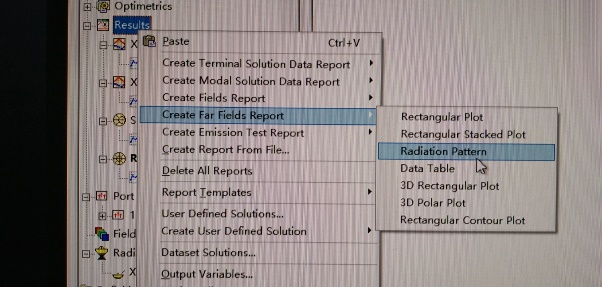 Optimetrics
Results
Paste Ctrl+V
X
Create Terminal Solution Data Report
Create Modal Solution Data Report
X
Create Fields Report
Create Far Fields Report
Rectangular Plot
S
Create Emission Test Report
Rectangular Stacked Plot
Create Report From File...
Radiation Pattern
R
Delete All Reports
Data Table
Port
Report Templates
3D Rectangular Plot
3D Polar Plot
1
User Defined Solutions...
Rectangular Contour Plot
Field
Create User Defined Solution
Radi
Dataset Solutions...
X
Output Variables...